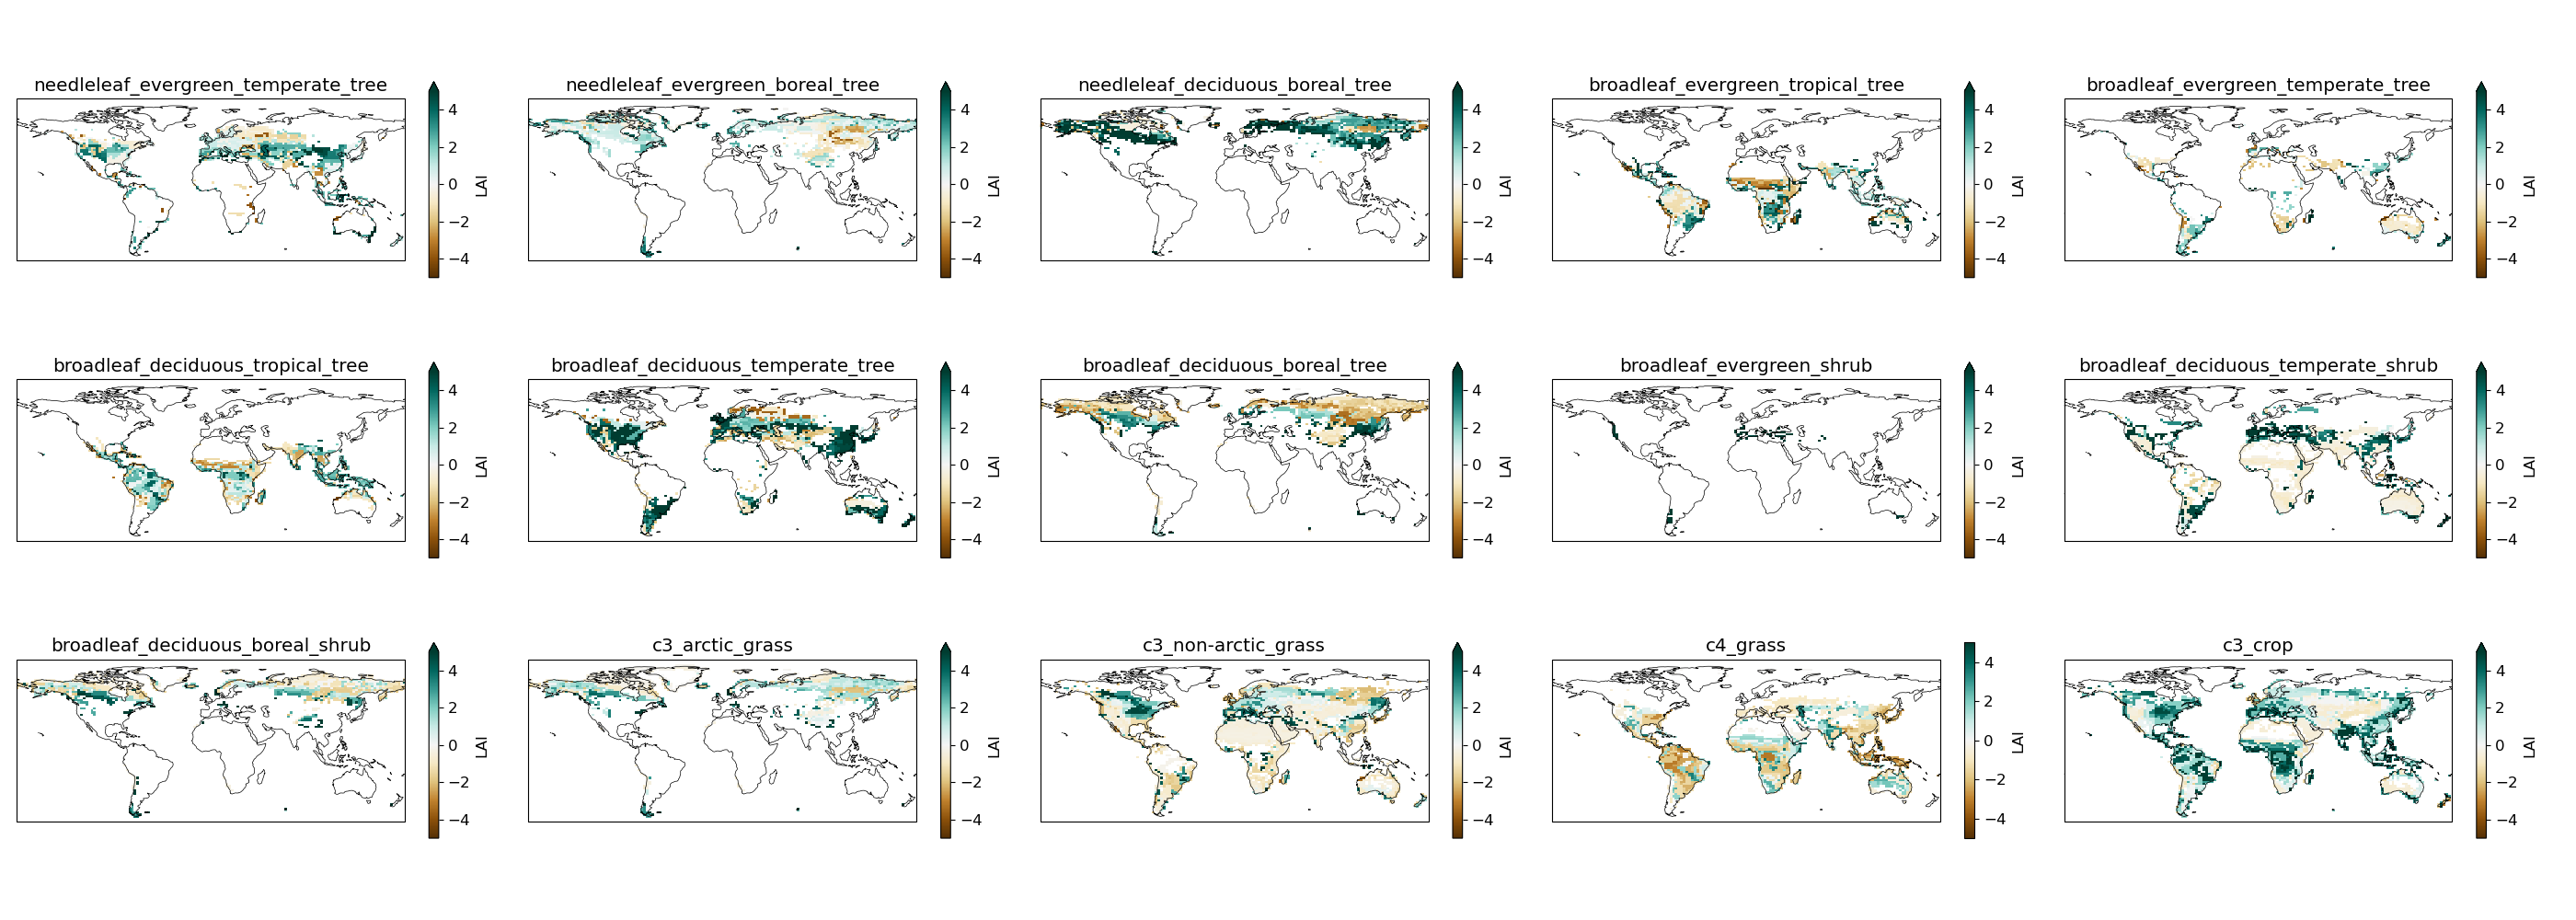 needleleaf_evergreen_temperate_tree
4
2
0
−2
−4
LAI
needleleaf_evergreen_boreal_tree
4
2
0
−2
−4
LAI
needleleaf_deciduous_boreal_tree
4
2
0
−2
−4
LAI
broadleaf_evergreen_tropical_tree
4
2
0
−2
−4
LAI
broadleaf_evergreen_temperate_tree
4
2
0
−2
−4
LAI
broadleaf_deciduous_tropical_tree
4
2
0
−2
−4
LAI
broadleaf_deciduous_temperate_tree
4
2
0
−2
−4
LAI
broadleaf_deciduous_boreal_tree
4
2
0
−2
−4
LAI
broadleaf_evergreen_shrub
4
2
0
−2
−4
LAI
broadleaf_deciduous_temperate_shrub
4
2
0
−2
−4
LAI
broadleaf_deciduous_boreal_shrub
4
2
0
−2
−4
LAI
c3_arctic_grass
4
2
0
−2
−4
LAI
c3_non-arctic_grass
4
2
0
−2
−4
LAI
c4_grass
4
2
0
−2
−4
LAI
c3_crop
4
2
0
−2
−4
LAI